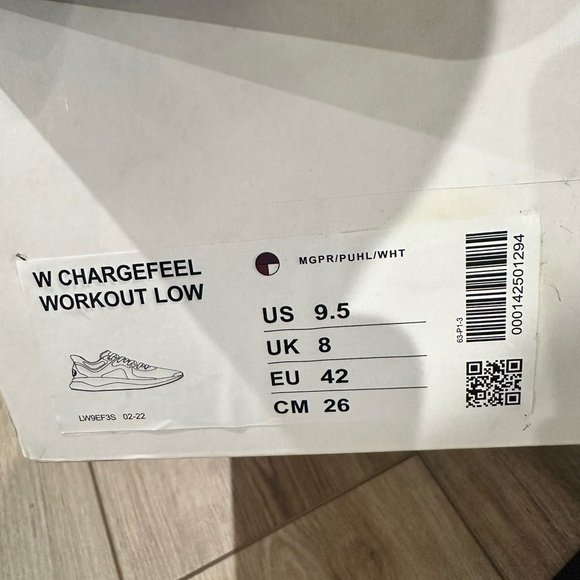 W CHARGEFEEL
WORKOUT LOW
LW9EF3S 02-22
MGPR/PUHL/WHT
US 9.5
UK 8
EU 42
CM 26
63-P1-3
000142501294